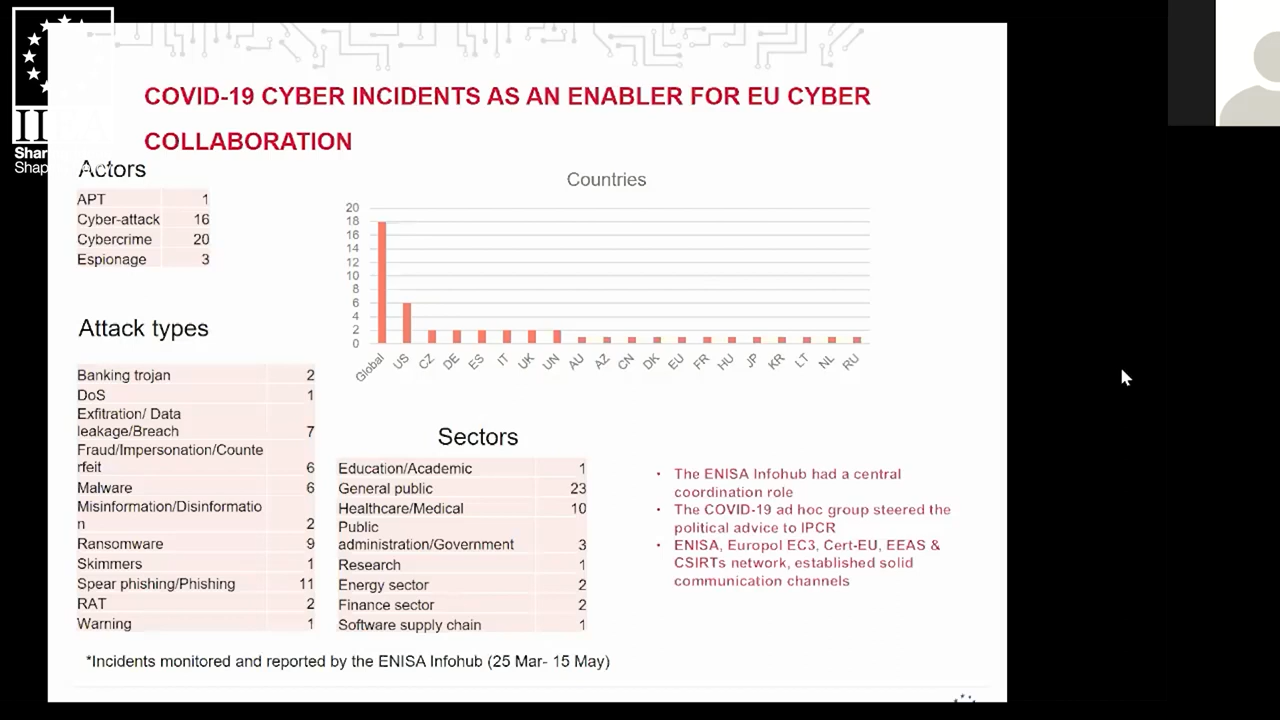 COVID-19 CYBER INCIDENTS AS AN ENABLER FOR EU CYBER
COLLABORATION
Shar
Shap
Actors
APT 1
Cyber-attack 16
Cybercrime 20
Espionage 3
Attack types
Banking trojan 2
DoS 1
Exfitration/ Data
leakage/Breach 7
Fraud/Impersonation/Counte
rfeit 6
Malware 6
Misinformation/Disinformatio
n 2
Ransomware 9
Skimmers 1
Spear phishing/Phishing 11
RAT 2
Warning 1
Countries
20
18
16
14
12
10
8
6
4
2
0
Global US CZ DE ES IT UK UN AU AZ CN DK EU FR HU JP KR LT NL RU
Sectors
Education/Academic 1
General public 23
Healthcare/Medical 10
Public
administration/Government 3
Research 1
Energy sector 2
Finance sector 2
Software supply chain 1
• The ENISA Infohub had a central
coordination role
• The COVID-19 ad hoc group steered the
political advice to IPCR
• ENISA, Europol EC3, Cert-EU, EEAS &
CSIRTs network, established solid
communication channels
*Incidents monitored and reported by the ENISA Infohub (25 Mar- 15 May)